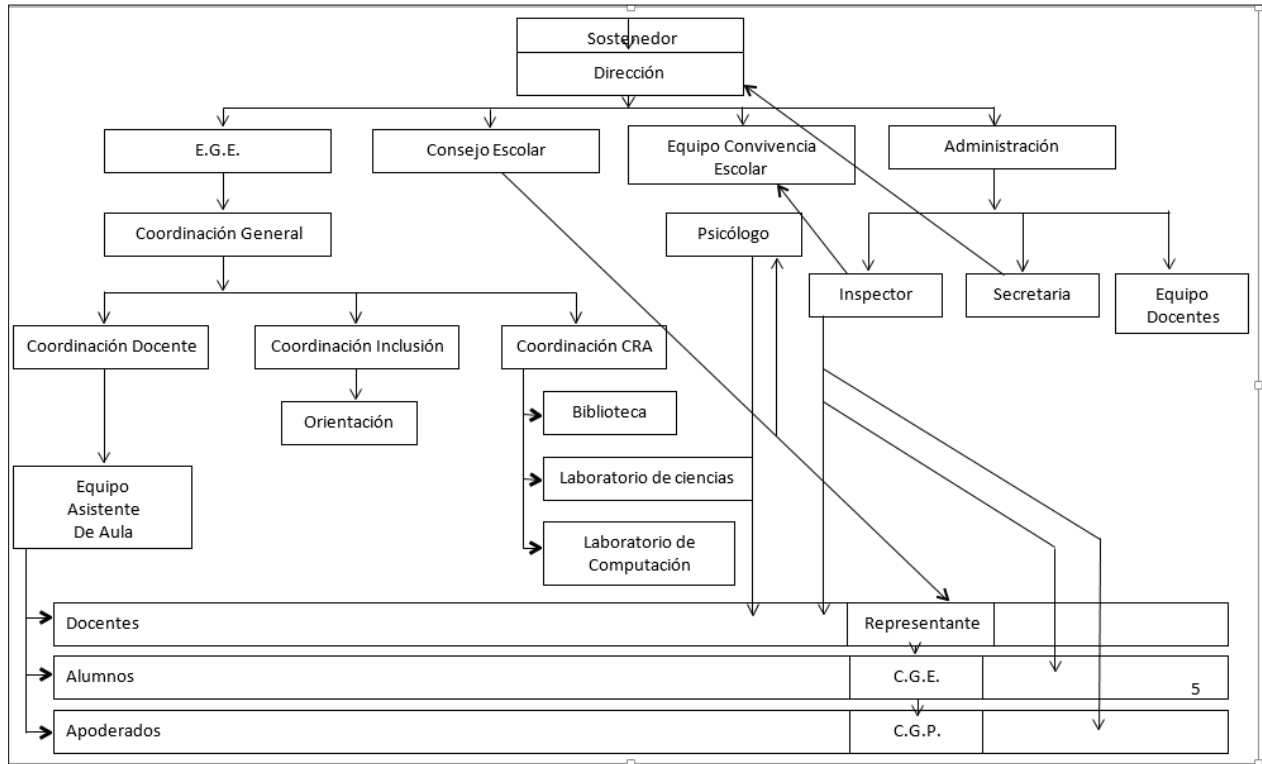 Sostenedor
Dirección
E.G.E.
Consejo Escolar
Equipo Convivencia
Escolar
Administración
Coordinación General
Psicólogo
Inspector
Secretaria
Equipo
Docentes
Coordinación Docente
Coordinación Inclusión
Coordinación CRA
Orientación
Biblioteca
Equipo
Asistente
De Aula
Laboratorio de ciencias
Laboratorio de
Computación
Docentes
Representante
Alumnos
C.G.E.
5
Apoderados
C.G.P.